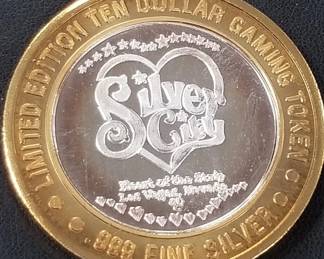 LIMITED EDITION TEN DOLLAR GAMING TOKEN
Silver
City
Heart of the Strip
Las Vegas, Nevada
.999 FINE SILVER